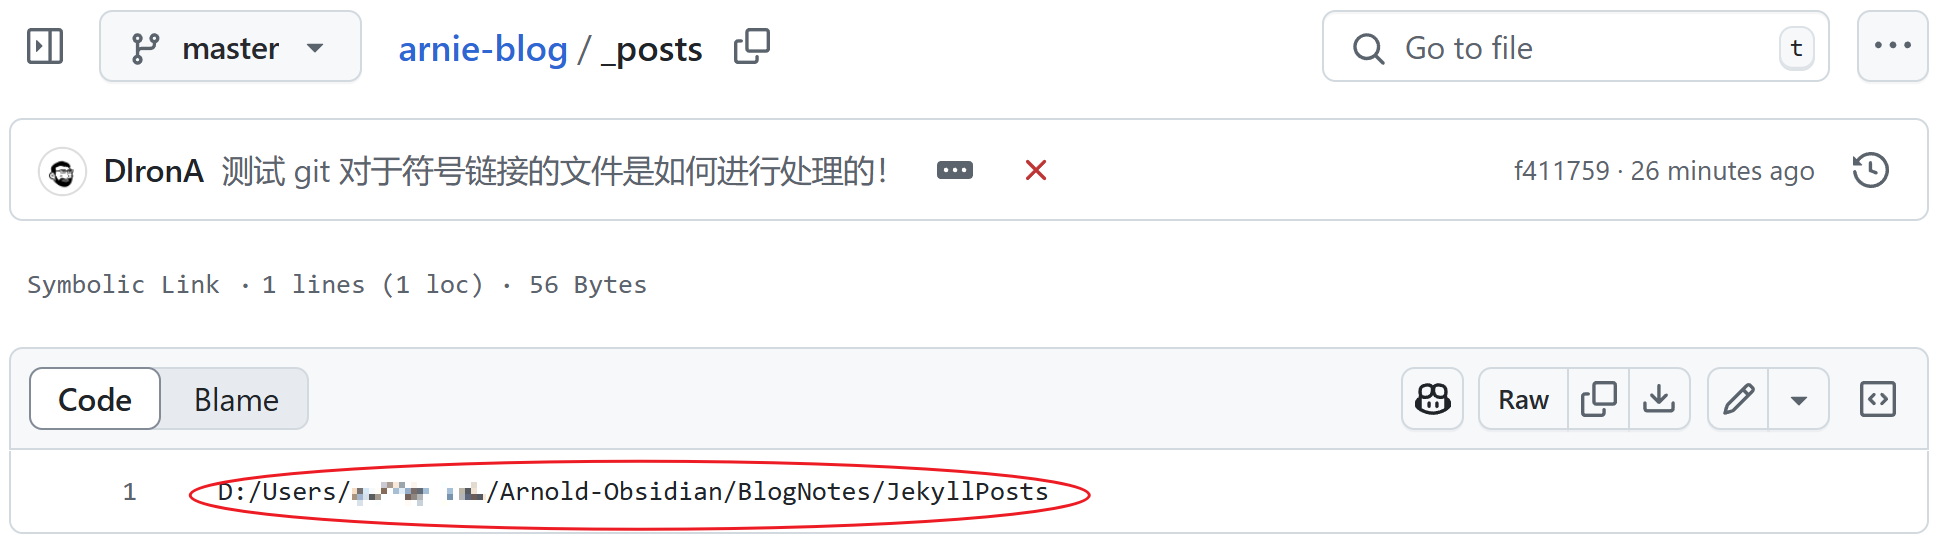 master arnie-blog / _posts Go to file t
DIronA 测试 git 对于符号链接的文件是如何进行处理的! f411759 · 26 minutes ago
Symbolic Link · 1 lines (1 loc) · 56 Bytes
Code Blame Raw
1 D:/Users/ /Arnold-Obsidian/BlogNotes/JekyllPosts